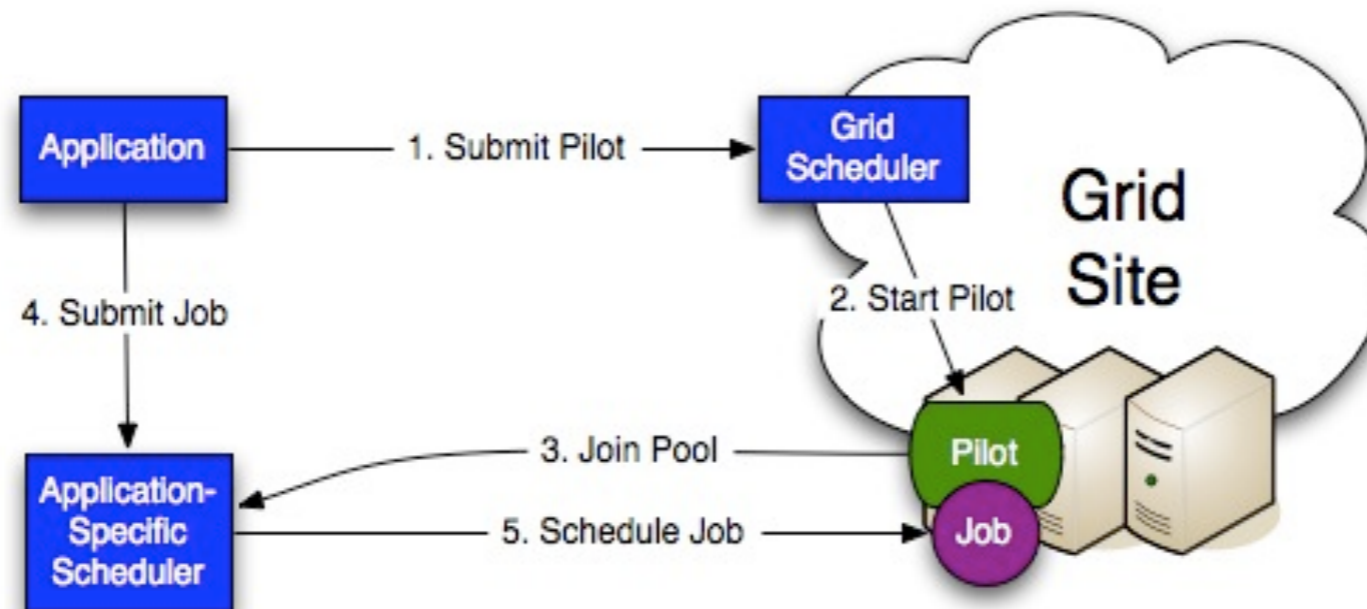 Application
1. Submit Pilot
Grid
Scheduler
Grid
Site
4. Submit Job
2. Start Pilot
3. Join Pool
Pilot
Application-
Specific
Scheduler
5. Schedule Job
Job